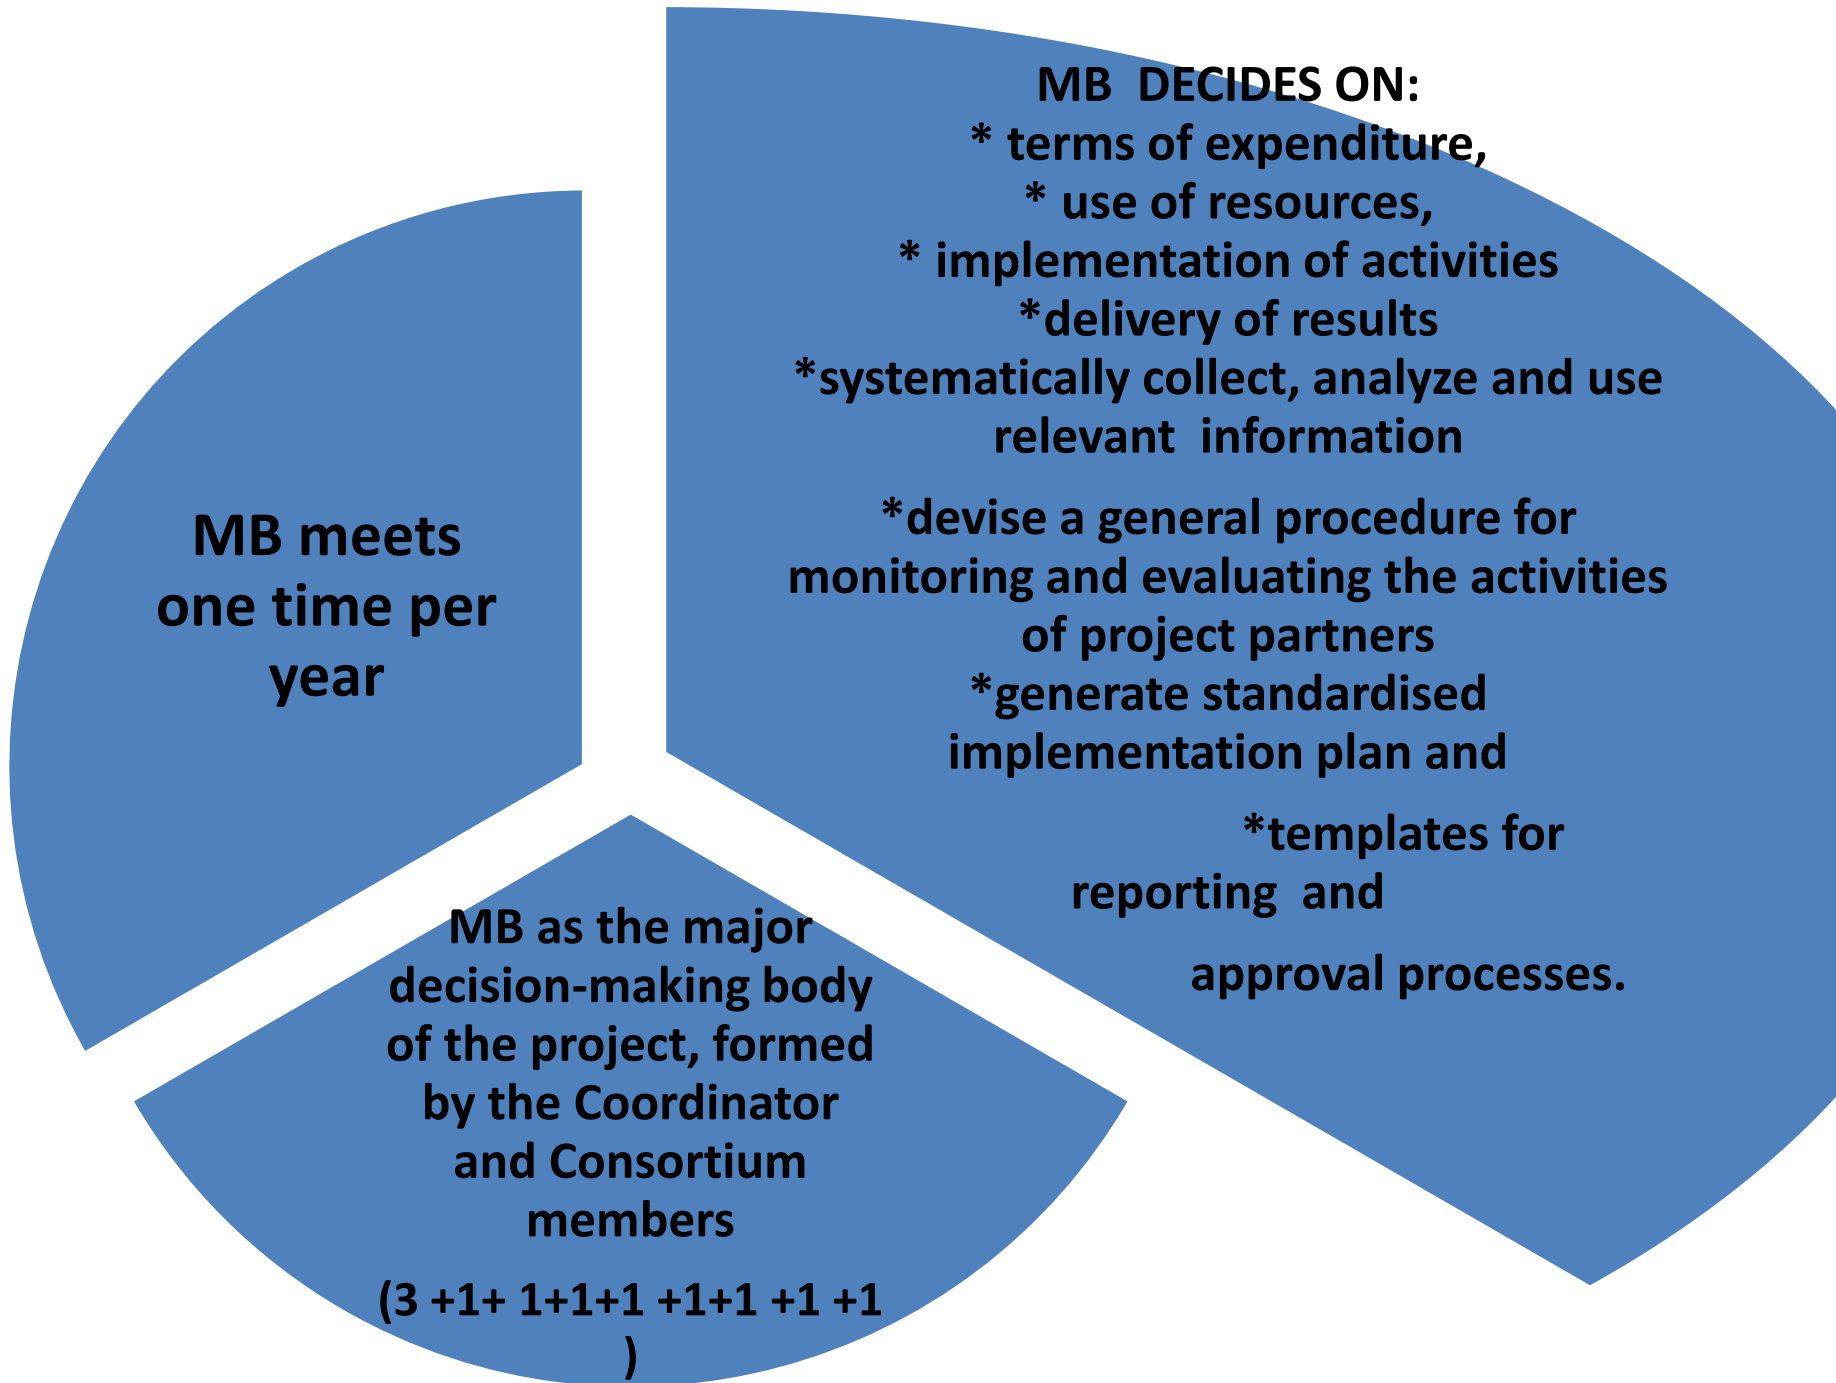 MB DECIDES ON:
* terms of expenditure,
* use of resources,
* implementation of activities
*delivery of results
*systematically collect, analyze and use
relevant information
*devise a general procedure for
monitoring and evaluating the activities
of project partners
*generate standardised
implementation plan and
*templates for
reporting and
approval processes.
MB meets
one time per
year
MB as the major
decision-making body
of the project, formed
by the Coordinator
and Consortium
members
(3 +1+ 1+1+1 +1+1 +1 +1
)